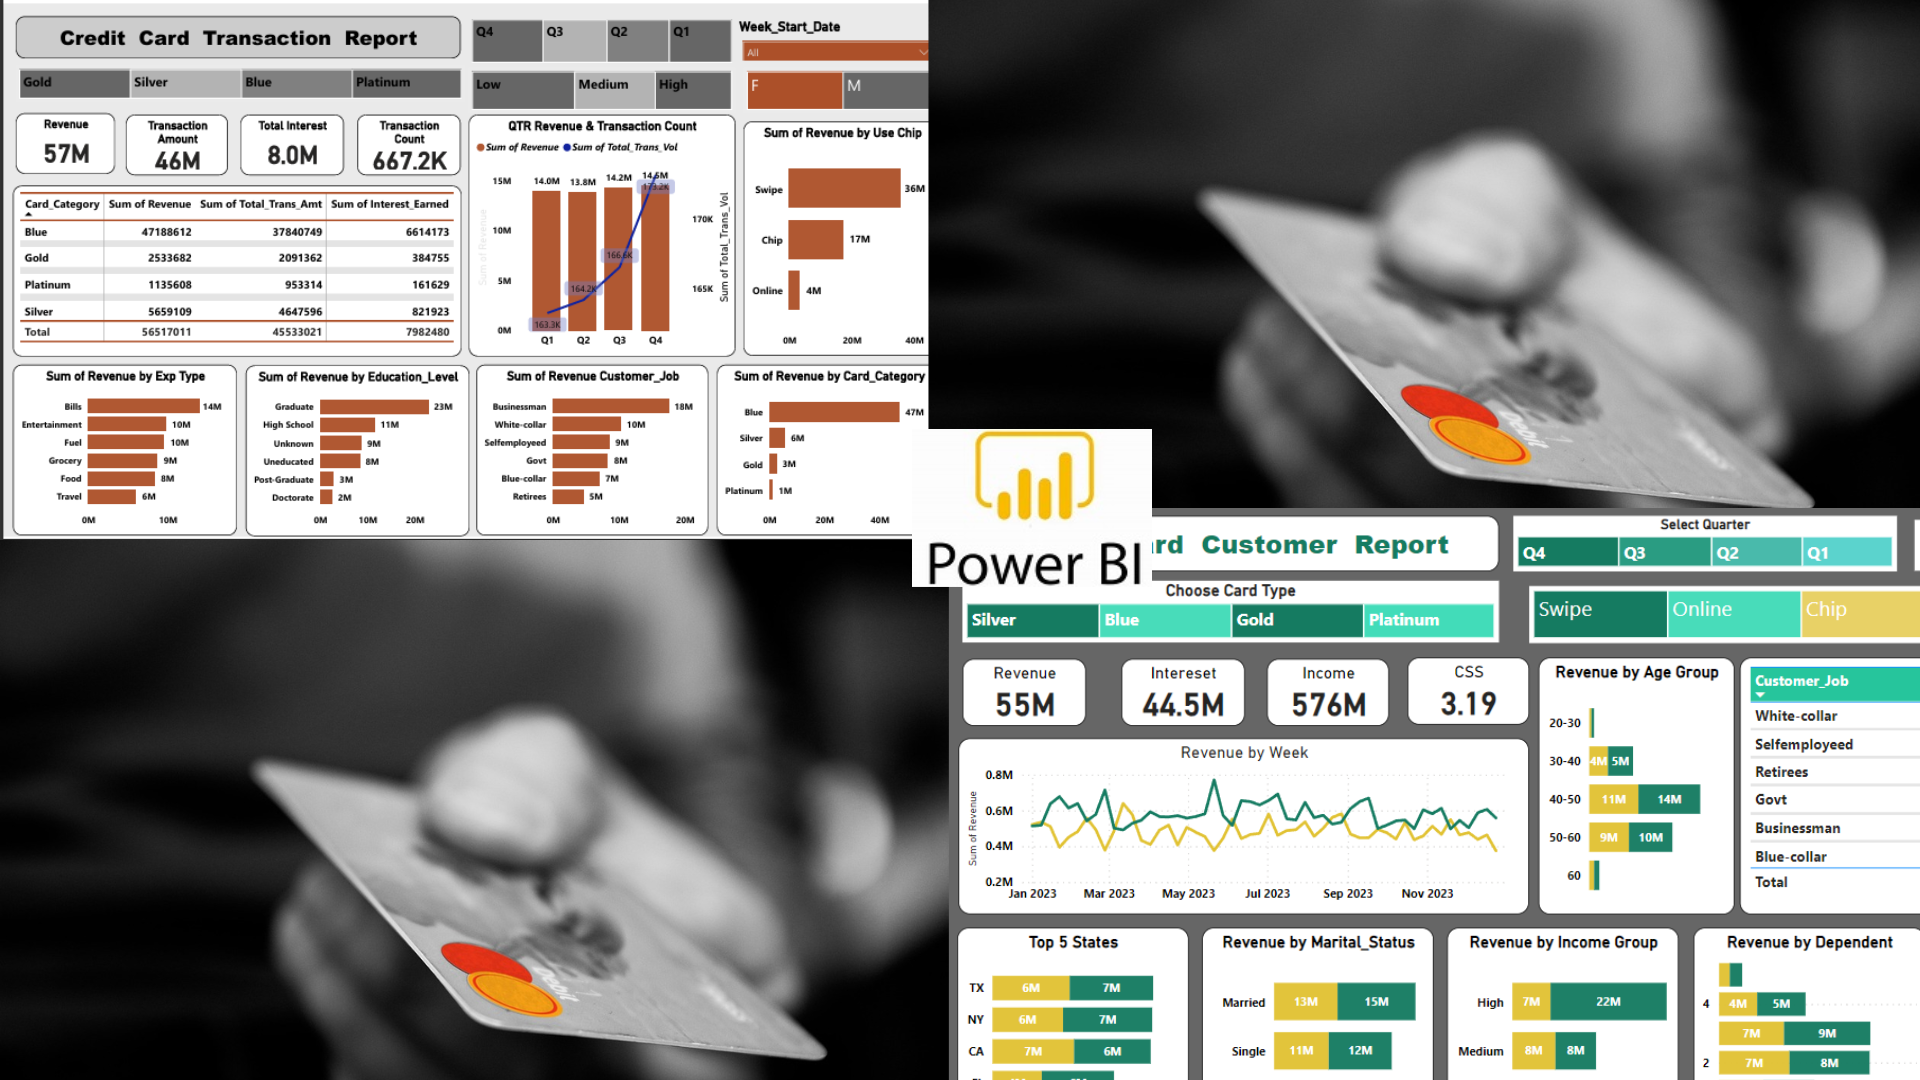 Credit Card Transaction Report
Q4 Q3 Q2 Q1
Week_Start_Date
All
Gold Silver Blue Platinum
Low Medium High
F M
Revenue
57M
Transaction
Amount
46M
Total Interest
8.0M
Transaction
Count
667.2K
Card_Category Sum of Revenue Sum of Total_Trans_Amt Sum of Interest_Earned
Blue 47188612 37840749 6614173
Gold 2533682 2091362 384755
Platinum 1135608 953314 161629
Silver 5659109 4647596 821923
Total 56517011 45533021 7982480
QTR Revenue & Transaction Count
Sum of Revenue Sum of Total_Trans_Vol
15M
10M
5M
0M
Sum of Revenue
14.0M 13.8M 14.2M 14.5M
163.3K 164.2K 166.6K 173.2K
170K
165K
Sum of Total_Trans_Vol
Q1 Q2 Q3 Q4
Sum of Revenue by Use Chip
Swipe 36M
Chip 17M
Online 4M
0M 20M 40M
Sum of Revenue by Exp Type
Bills 14M
Entertainment 10M
Fuel 10M
Grocery 9M
Food 8M
Travel 6M
0M 10M
Sum of Revenue by Education_Level
Graduate 23M
High School 11M
Unknown 9M
Uneducated 8M
Post-Graduate 3M
Doctorate 2M
0M 10M 20M
Sum of Revenue Customer_Job
Businessman 18M
White-collar 10M
Selfemployeed 9M
Govt 8M
Blue-collar 7M
Retirees 5M
0M 10M 20M
Sum of Revenue by Card_Category
Blue 47M
Silver 6M
Gold 3M
Platinum 1M
0M 20M 40M
Debit
Power BI
rd Customer Report
Select Quarter
Q4 Q3 Q2 Q1
Choose Card Type
Silver Blue Gold Platinum
Swipe Online Chip
Revenue
55M
Intereset
44.5M
Income
576M
CSS
3.19
Revenue by Week
Sum of Revenue
0.8M
0.6M
0.4M
0.2M
Jan 2023 Mar 2023 May 2023 Jul 2023 Sep 2023 Nov 2023
Revenue by Age Group
20-30
30-40 4M 5M
40-50 11M 14M
50-60 9M 10M
60
Customer_Job
White-collar
Selfemployeed
Retirees
Govt
Businessman
Blue-collar
Total
Top 5 States
TX 6M 7M
NY 6M 7M
CA 7M 6M
Revenue by Marital_Status
Married 13M 15M
Single 11M 12M
Revenue by Income Group
High 7M 22M
Medium 8M 8M
Revenue by Dependent
4 4M 5M
7M 9M
2 7M 8M
Debit